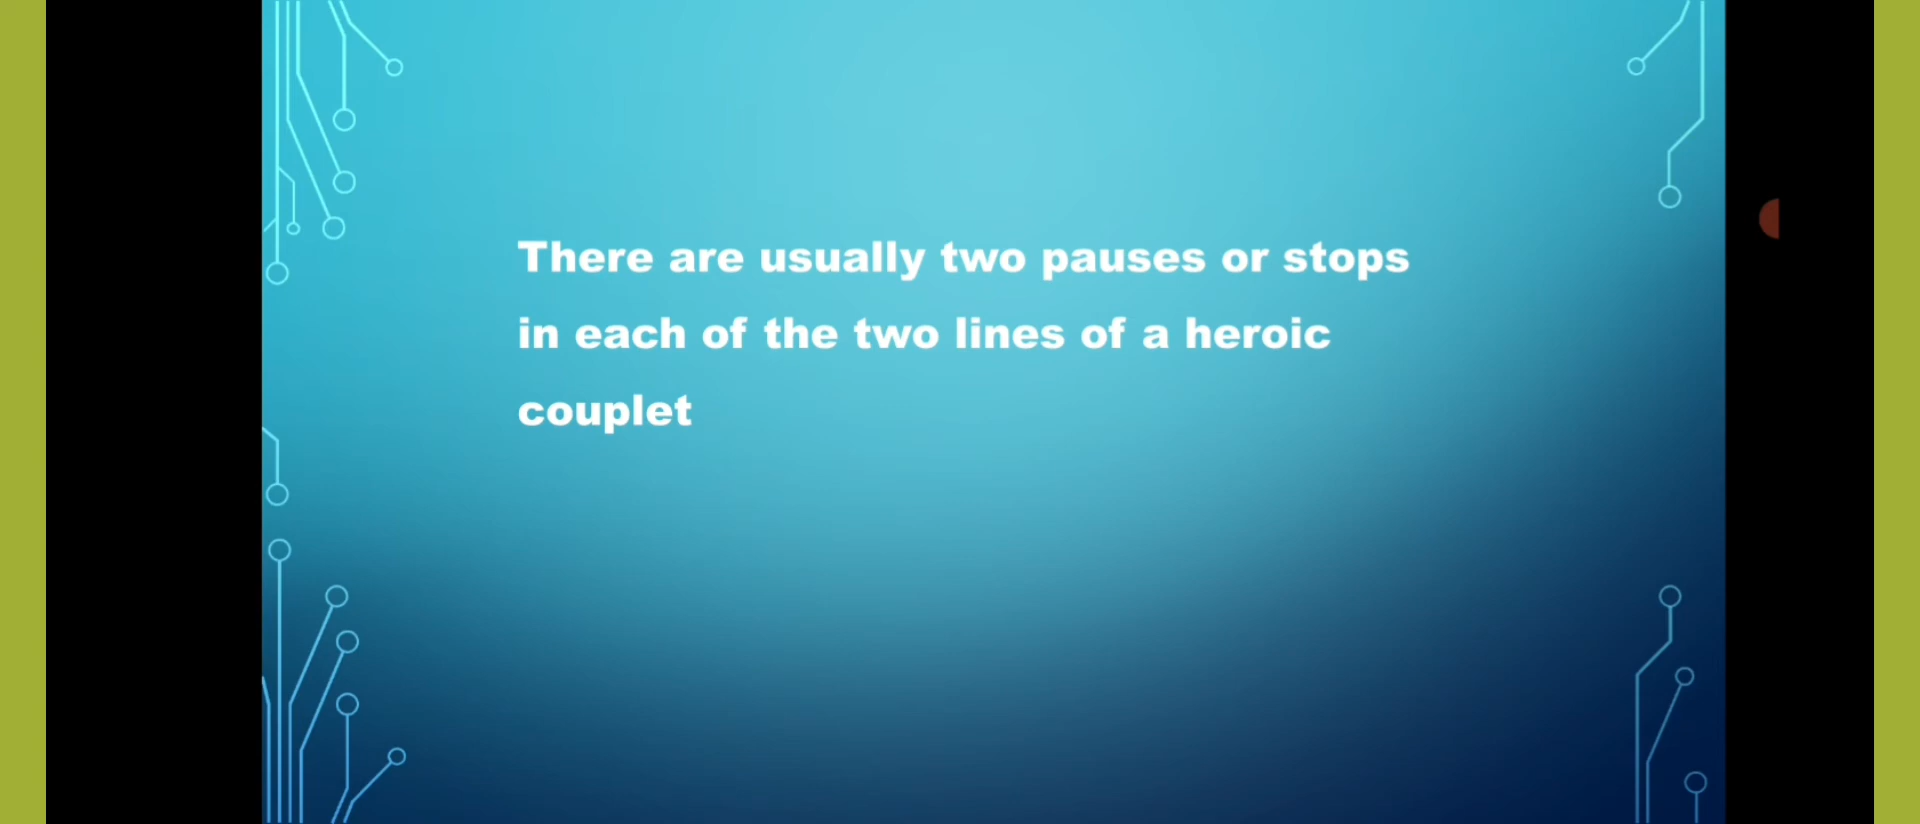 There are usually two pauses or stops
in each of the two lines of a heroic
couplet